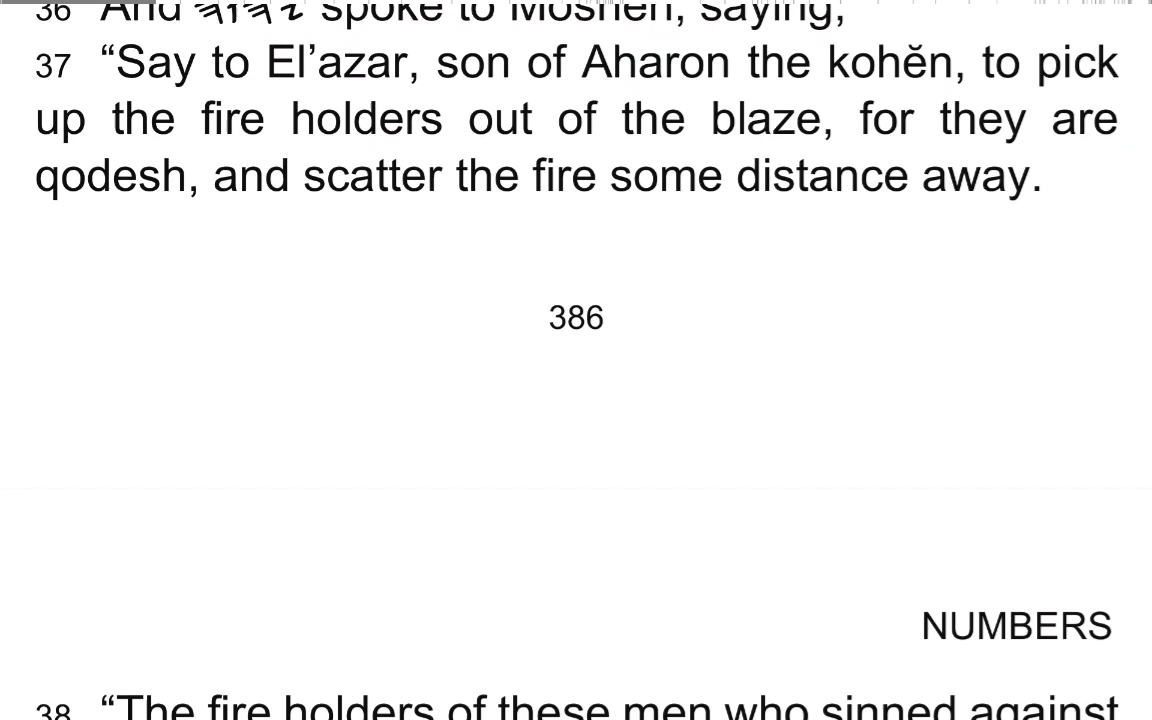 36 And 𐤉𐤄𐤅𐤄 spoke to Mosheh, saying,
37 “Say to El’azar, son of Aharon the kohĕn, to pick
up the fire holders out of the blaze, for they are
qodesh, and scatter the fire some distance away.
386
NUMBERS
38 “The fire holders of these men who sinned against